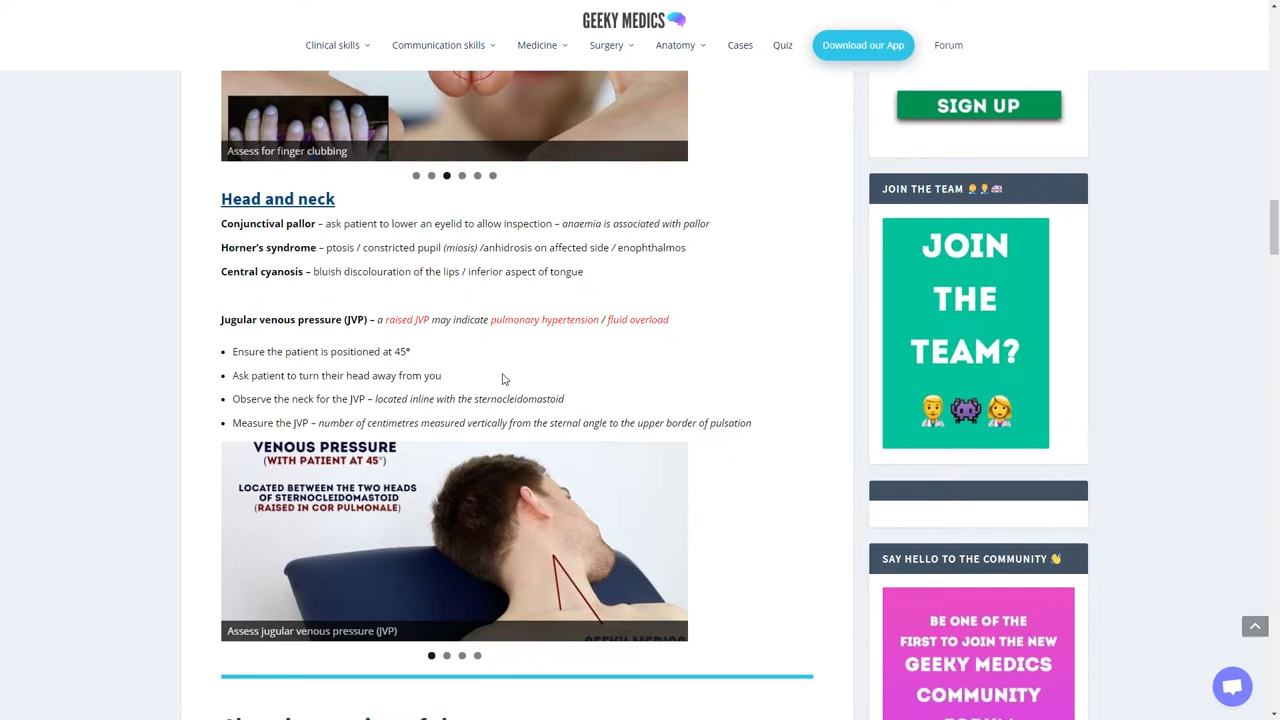 GEEKY MEDICS
Clinical skills Communication skills Medicine Surgery Anatomy Cases Quiz Download our App Forum
Assess for finger clubbing
Head and neck
Conjunctival pallor – ask patient to lower an eyelid to allow inspection – anaemia is associated with pallor
Horner's syndrome – ptosis / constricted pupil (miosis) /anhidrosis on affected side / enophthalmos
Central cyanosis – bluish discolouration of the lips / inferior aspect of tongue
Jugular venous pressure (JVP) – a raised JVP may indicate pulmonary hypertension / fluid overload
• Ensure the patient is positioned at 45°
• Ask patient to turn their head away from you
• Observe the neck for the JVP – located inline with the sternocleidomastoid
• Measure the JVP – number of centimetres measured vertically from the sternal angle to the upper border of pulsation
VENOUS PRESSURE
(WITH PATIENT AT 45°)
LOCATED BETWEEN THE TWO HEADS
OF STERNOCLEIDOMASTOID
(RAISED IN COR PULMONALE)
GEEKY MEDICS
Assess jugular venous pressure (JVP)
SIGN UP
JOIN THE TEAM
JOIN
THE
TEAM?
SAY HELLO TO THE COMMUNITY
BE ONE OF THE
FIRST TO JOIN THE NEW
GEEKY MEDICS
COMMUNITY